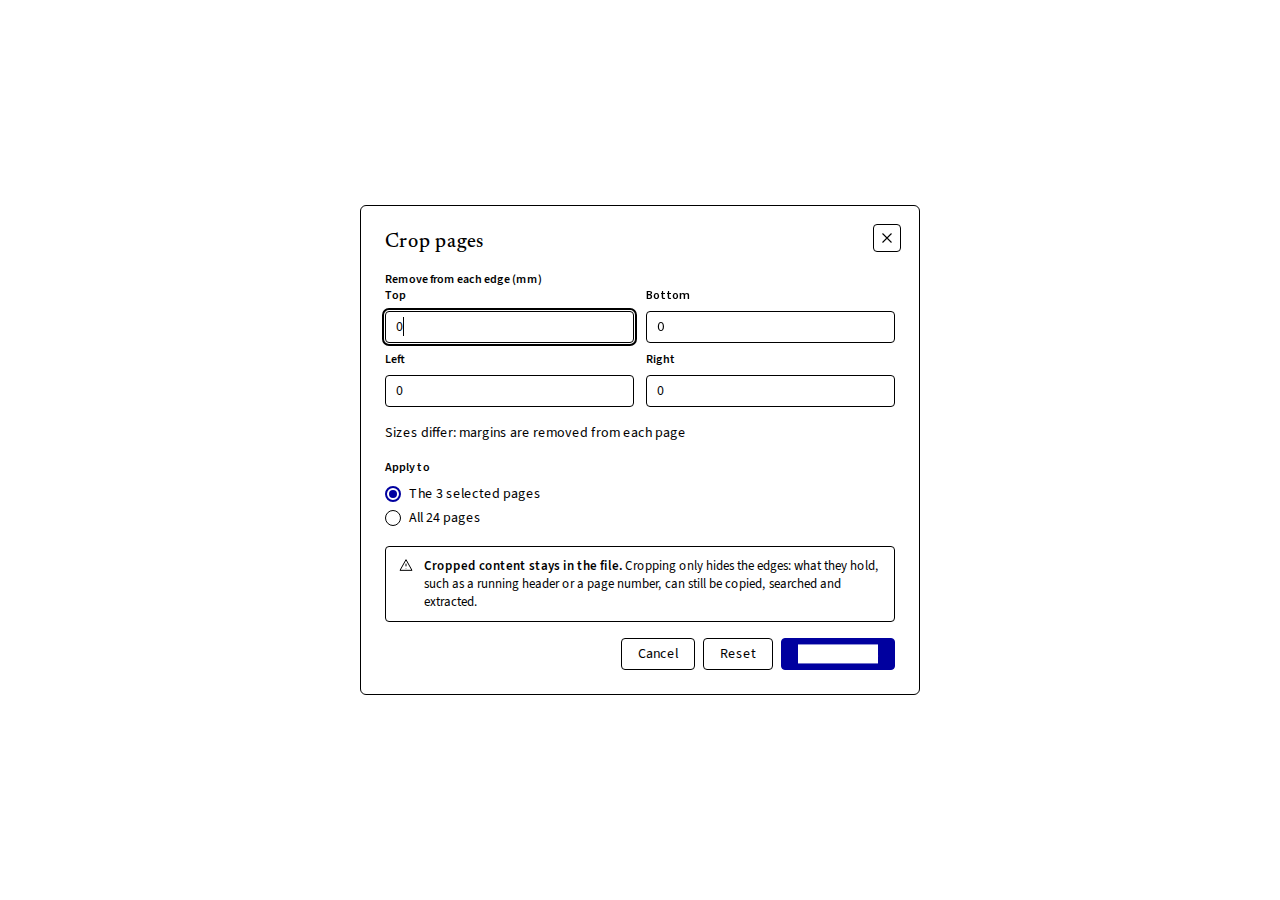 Crop pages
Remove from each edge (mm)
Top
Bottom
0
0
Left
Right
0
0
Sizes differ: margins are removed from each page
Apply to
The 3 selected pages
All 24 pages
Cropped content stays in the file. Cropping only hides the edges: what they hold,
such as a running header or a page number, can still be copied, searched and
extracted.
Cancel
Reset